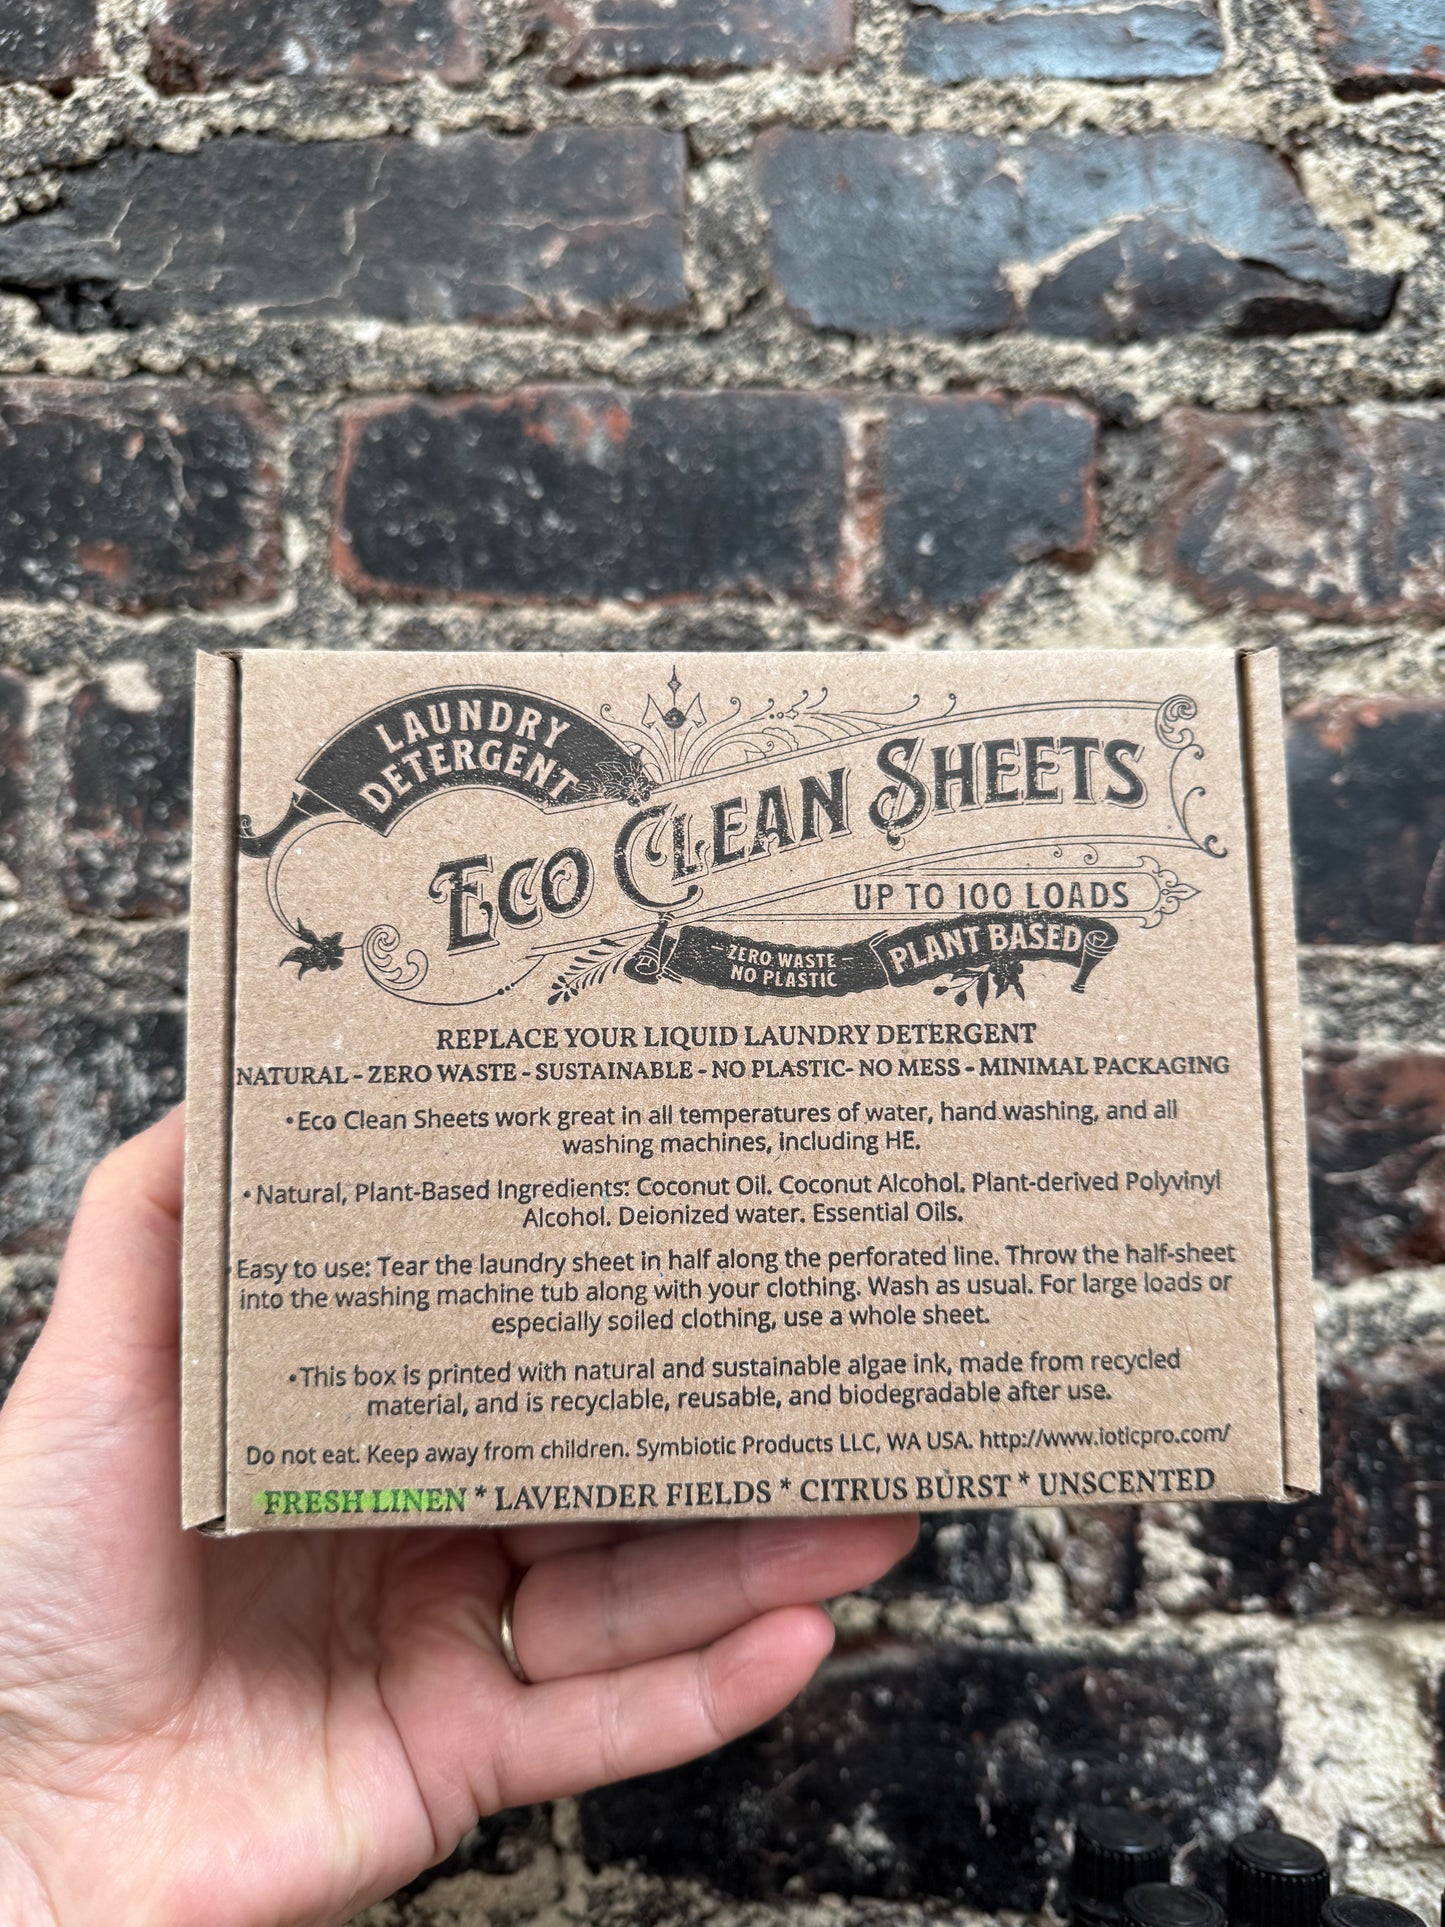 LAUNDRY
DETERGENT
ECO CLEAN SHEETS
UP TO 100 LOADS
- ZERO WASTE -
NO PLASTIC
PLANT BASED
REPLACE YOUR LIQUID LAUNDRY DETERGENT
NATURAL - ZERO WASTE - SUSTAINABLE - NO PLASTIC- NO MESS - MINIMAL PACKAGING
•Eco Clean Sheets work great in all temperatures of water, hand washing, and all
washing machines, including HE.
•Natural, Plant-Based Ingredients: Coconut Oil. Coconut Alcohol. Plant-derived Polyvinyl
Alcohol. Deionized water. Essential Oils.
Easy to use: Tear the laundry sheet in half along the perforated line. Throw the half-sheet
into the washing machine tub along with your clothing. Wash as usual. For large loads or
especially soiled clothing, use a whole sheet.
•This box is printed with natural and sustainable algae ink, made from recycled
material, and is recyclable, reusable, and biodegradable after use.
Do not eat. Keep away from children. Symbiotic Products LLC, WA USA. http://www.ioticpro.com/
FRESH LINEN * LAVENDER FIELDS * CITRUS BURST * UNSCENTED